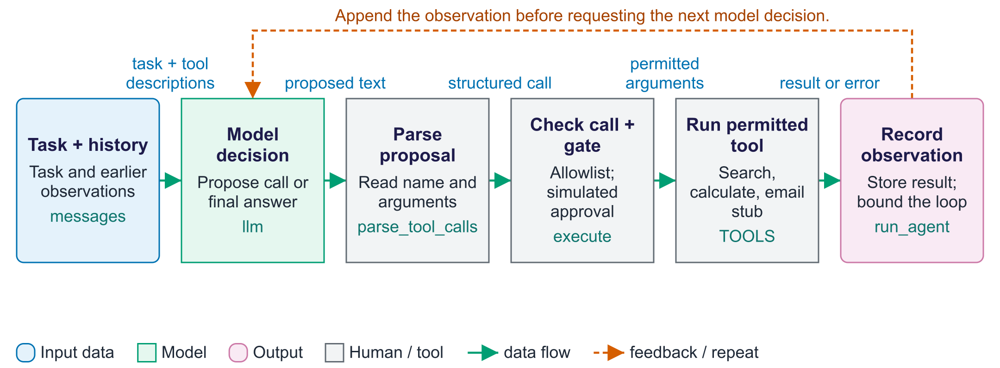 Append the observation before requesting the next model decision.
task + tool
descriptions
proposed text
structured call
permitted
arguments
result or error
Task + history
Task and earlier
observations
messages
Model
decision
Propose call or
final answer
llm
Parse
proposal
Read name and
arguments
parse_tool_calls
Check call +
gate
Allowlist;
simulated
approval
execute
Run permitted
tool
Search,
calculate, email
stub
TOOLS
Record
observation
Store result;
bound the loop
run_agent
Input data
Model
Output
Human / tool
data flow
feedback / repeat